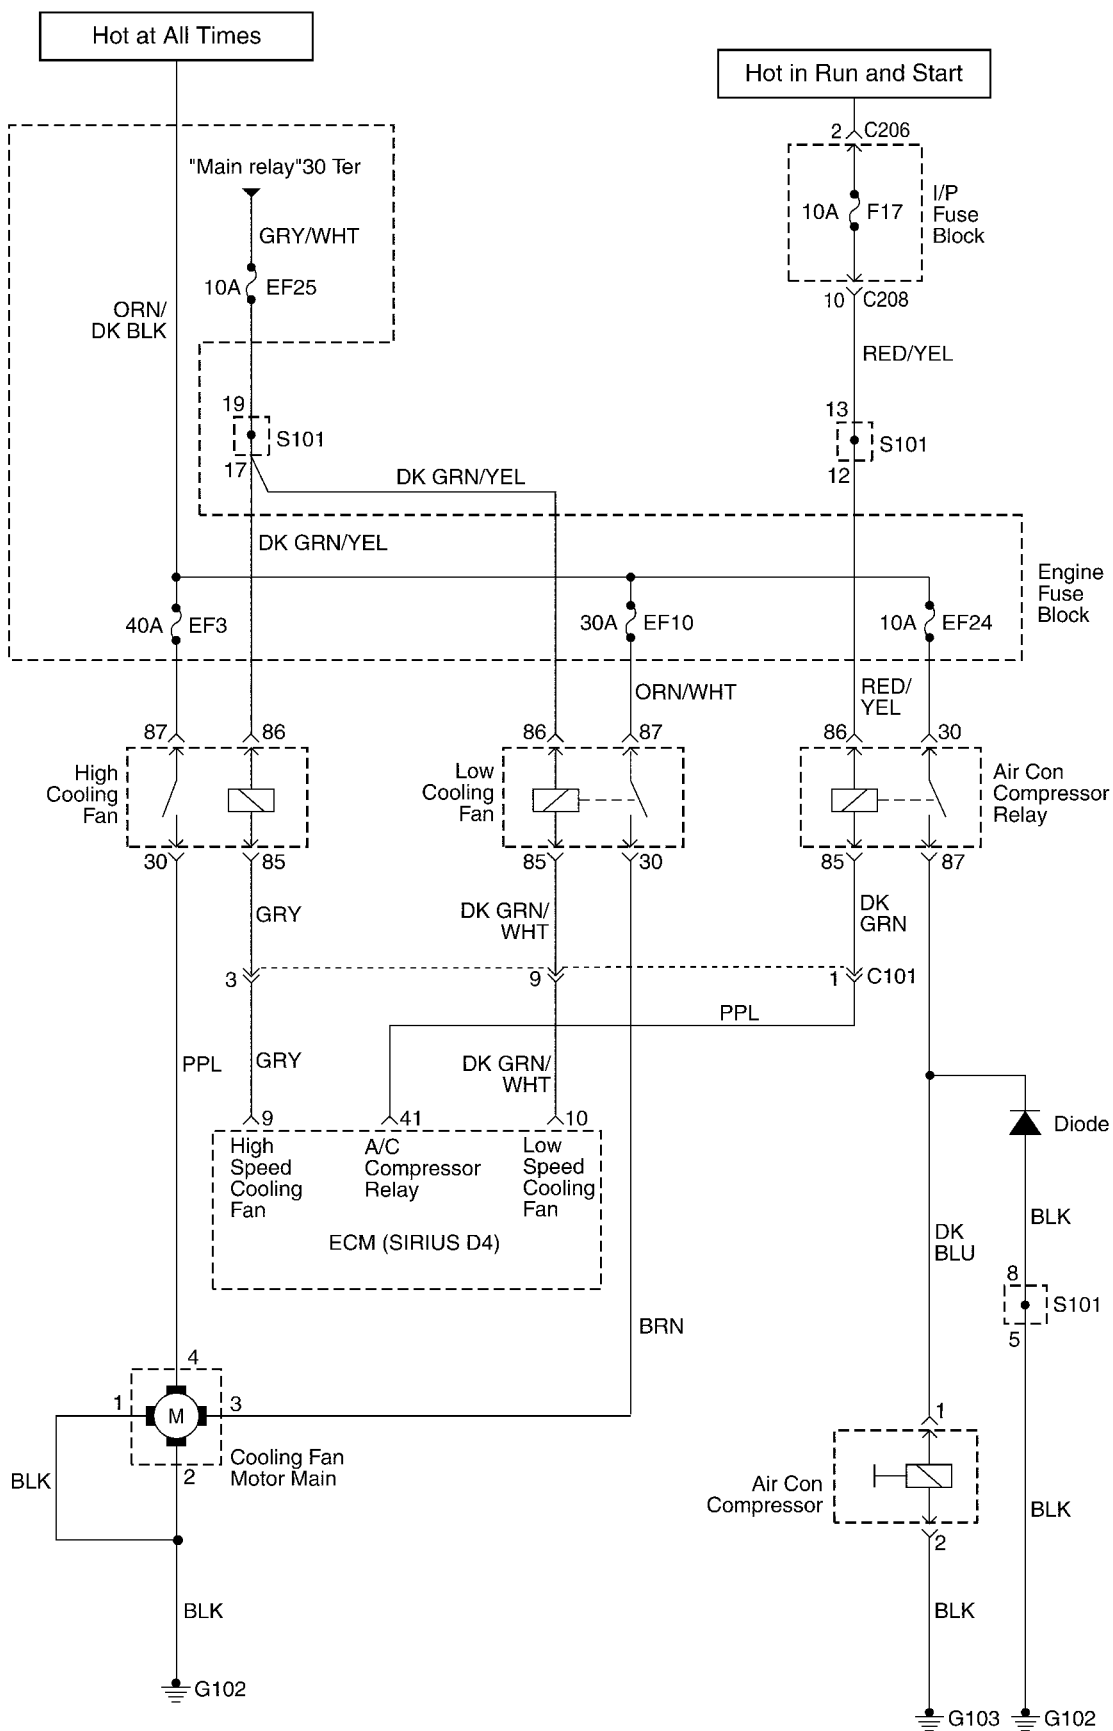 Hot at All Times
Hot in Run and Start
2
C206
"Main relay"30 Ter
GRY/WHT
10A
EF25
10A
F17
I/P
Fuse
Block
10
C208
ORN/
DK BLK
RED/YEL
19
S101
17
13
S101
12
DK GRN/YEL
DK GRN/YEL
Engine
Fuse
Block
40A
EF3
30A
EF10
10A
EF24
ORN/WHT
RED/
YEL
87
86
86
87
86
30
High
Cooling
Fan
Low
Cooling
Fan
Air Con
Compressor
Relay
30
85
85
30
85
87
GRY
DK GRN/
WHT
DK
GRN
3
9
1
C101
PPL
PPL
GRY
DK GRN/
WHT
9
41
10
High
Speed
Cooling
Fan
A/C
Compressor
Relay
Low
Speed
Cooling
Fan
ECM (SIRIUS D4)
Diode
BLK
DK
BLU
8
S101
5
BRN
4
1
M
3
2
Cooling Fan
Motor Main
BLK
1
Air Con
Compressor
2
BLK
BLK
BLK
G102
G103
G102